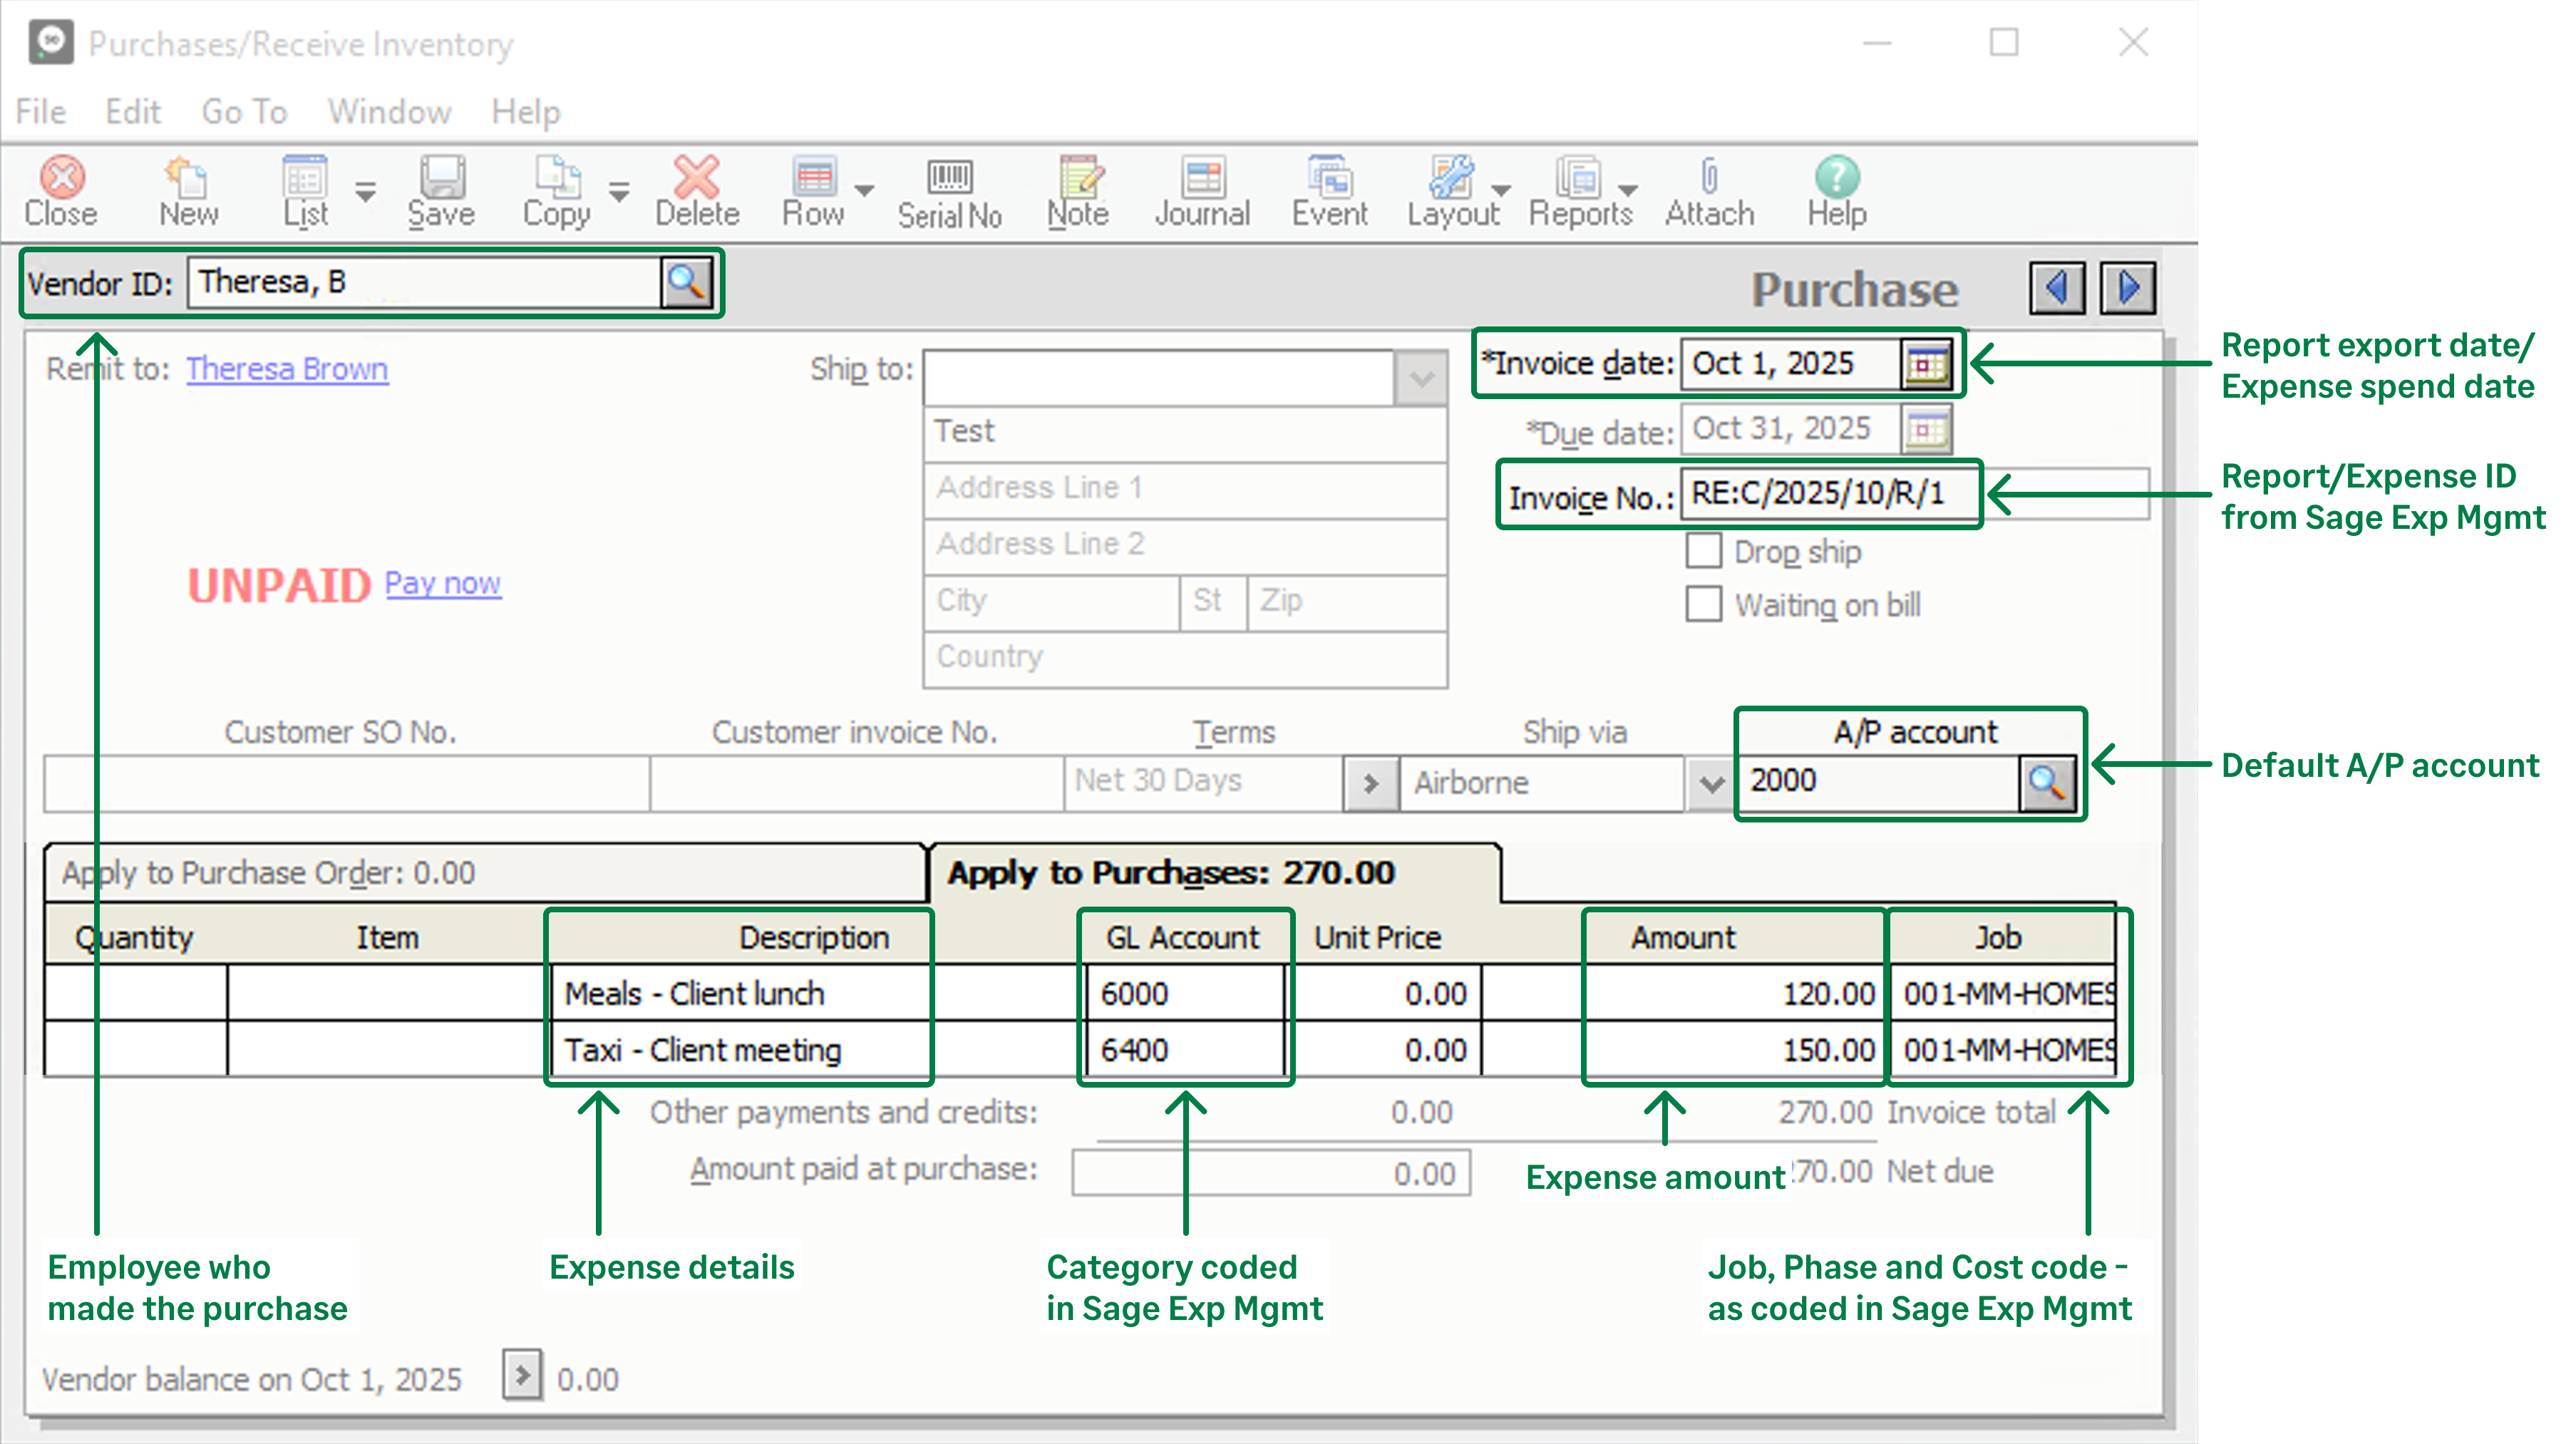 Purchases/Receive Inventory
File Edit Go To Window Help
Close New List Save Copy Delete Row Serial No Note Journal Event Layout Reports Attach Help
Vendor ID: Theresa, B
Purchase
Remit to: Theresa Brown
Ship to:
*Invoice date: Oct 1, 2025
Report export date/
Expense spend date
Test
*Due date: Oct 31, 2025
Address Line 1
Invoice No.: RE:C/2025/10/R/1
Report/Expense ID
from Sage Exp Mgmt
Address Line 2
Drop ship
UNPAID Pay now
City St Zip
Waiting on bill
Country
Customer SO No. Customer invoice No. Terms Ship via A/P account
Net 30 Days Airborne 2000
Default A/P account
Apply to Purchase Order: 0.00 Apply to Purchases: 270.00
Quantity Item Description GL Account Unit Price Amount Job
Meals - Client lunch 6000 0.00 120.00 001-MM-HOMES
Taxi - Client meeting 6400 0.00 150.00 001-MM-HOMES
Other payments and credits: 0.00 270.00 Invoice total
Amount paid at purchase: 0.00 70.00 Net due
Expense amount
Employee who
made the purchase
Expense details
Category coded
in Sage Exp Mgmt
Job, Phase and Cost code -
as coded in Sage Exp Mgmt
Vendor balance on Oct 1, 2025 0.00